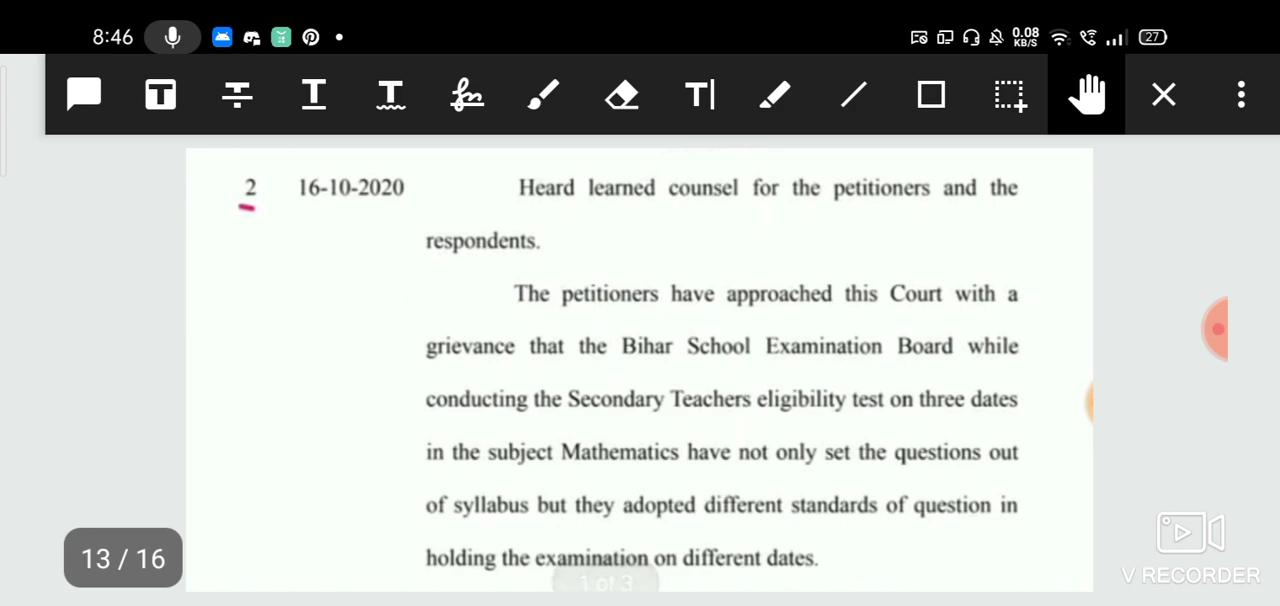 8:46 0.08 KB/S 27
T T T T T|
2 16-10-2020 Heard learned counsel for the petitioners and the
respondents.
The petitioners have approached this Court with a
grievance that the Bihar School Examination Board while
conducting the Secondary Teachers eligibility test on three dates
in the subject Mathematics have not only set the questions out
of syllabus but they adopted different standards of question in
holding the examination on different dates.
13 / 16
1 of 3
V RECORDER